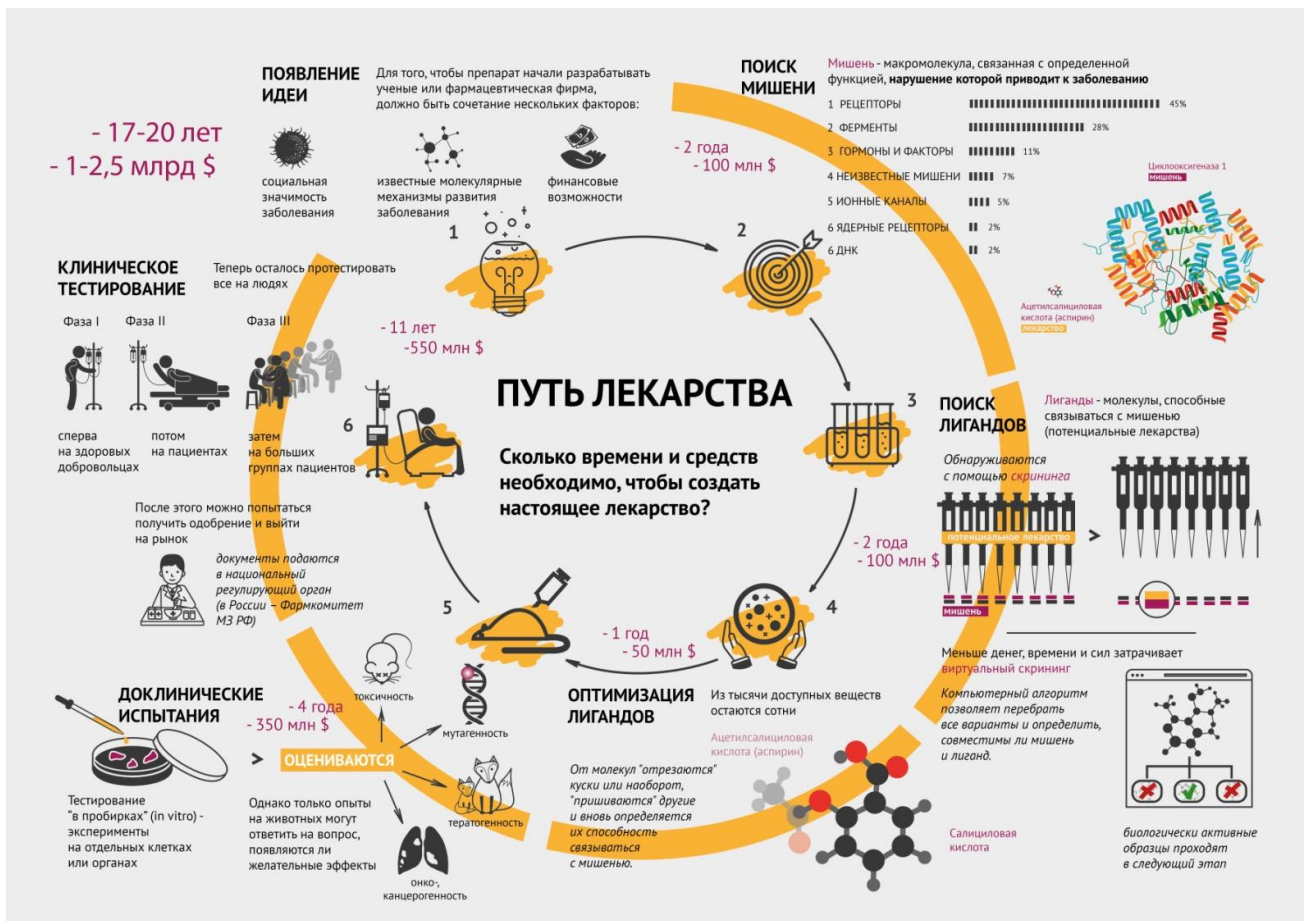 ПУТЬ ЛЕКАРСТВА
Сколько времени и средств
необходимо, чтобы создать
настоящее лекарство?
- 17-20 лет
- 1-2,5 млрд $
ПОЯВЛЕНИЕ
ИДЕИ
Для того, чтобы препарат начали разрабатывать
ученые или фармацевтическая фирма,
должно быть сочетание нескольких факторов:
социальная
значимость
заболевания
известные молекулярные
механизмы развития
заболевания
финансовые
возможности
1
- 2 года
- 100 млн $
ПОИСК
МИШЕНИ
Мишень - макромолекула, связанная с определенной
функцией, нарушение которой приводит к заболеванию
1 РЕЦЕПТОРЫ 45%
2 ФЕРМЕНТЫ 28%
3 ГОРМОНЫ И ФАКТОРЫ 11%
4 НЕИЗВЕСТНЫЕ МИШЕНИ 7%
5 ИОННЫЕ КАНАЛЫ 5%
6 ЯДЕРНЫЕ РЕЦЕПТОРЫ 2%
6 ДНК 2%
Циклооксигеназа 1
мишень
Ацетилсалициловая
кислота (аспирин)
лекарство
2
3
ПОИСК
ЛИГАНДОВ
Лиганды - молекулы, способные
связываться с мишенью
(потенциальные лекарства)
Обнаруживаются
с помощью скрининга
потенциальное лекарство
>
мишень
- 2 года
- 100 млн $
Меньше денег, времени и сил затрачивает
виртуальный скрининг
Компьютерный алгоритм
позволяет перебрать
все варианты и определить,
совместимы ли мишень
и лиганд.
биологически активные
образцы проходят
в следующий этап
4
- 1 год
- 50 млн $
ОПТИМИЗАЦИЯ
ЛИГАНДОВ
Из тысячи доступных веществ
остаются сотни
Ацетилсалициловая
кислота (аспирин)
От молекул "отрезаются"
куски или наоборот,
"пришиваются" другие
и вновь определяется
их способность
связываться
с мишенью.
Салициловая
кислота
5
ДОКЛИНИЧЕСКИЕ
ИСПЫТАНИЯ
- 4 года
- 350 млн $
>
ОЦЕНИВАЮТСЯ
токсичность
мутагенность
тератогенность
онко-,
канцерогенность
Тестирование
"в пробирках" (in vitro) -
эксперименты
на отдельных клетках
или органах
Однако только опыты
на животных могут
ответить на вопрос,
появляются ли
желательные эффекты
6
КЛИНИЧЕСКОЕ
ТЕСТИРОВАНИЕ
Теперь осталось протестировать
все на людях
- 11 лет
-550 млн $
Фаза I
Фаза II
Фаза III
сперва
на здоровых
добровольцах
потом
на пациентах
затем
на больших
группах пациентов
После этого можно попытаться
получить одобрение и выйти
на рынок
документы подаются
в национальный
регулирующий орган
(в России – Фармкомитет
МЗ РФ)